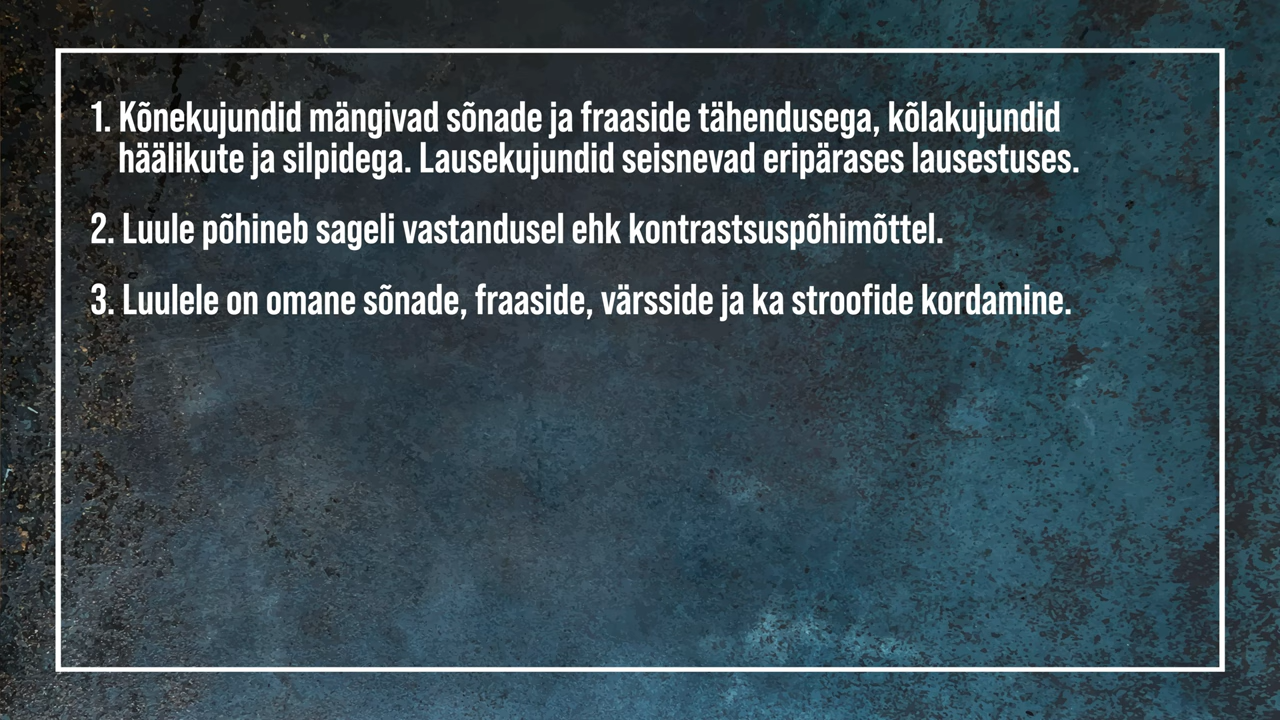 1. Kõnekujundid mängivad sõnade ja fraaside tähendusega, kõlakujundid
häälikute ja silpidega. Lausekujundid seisnevad eripärases lausestuses.
2. Luule põhineb sageli vastandusel ehk kontrastsuspõhimõttel.
3. Luulele on omane sõnade, fraaside, värsside ja ka stroofide kordamine.